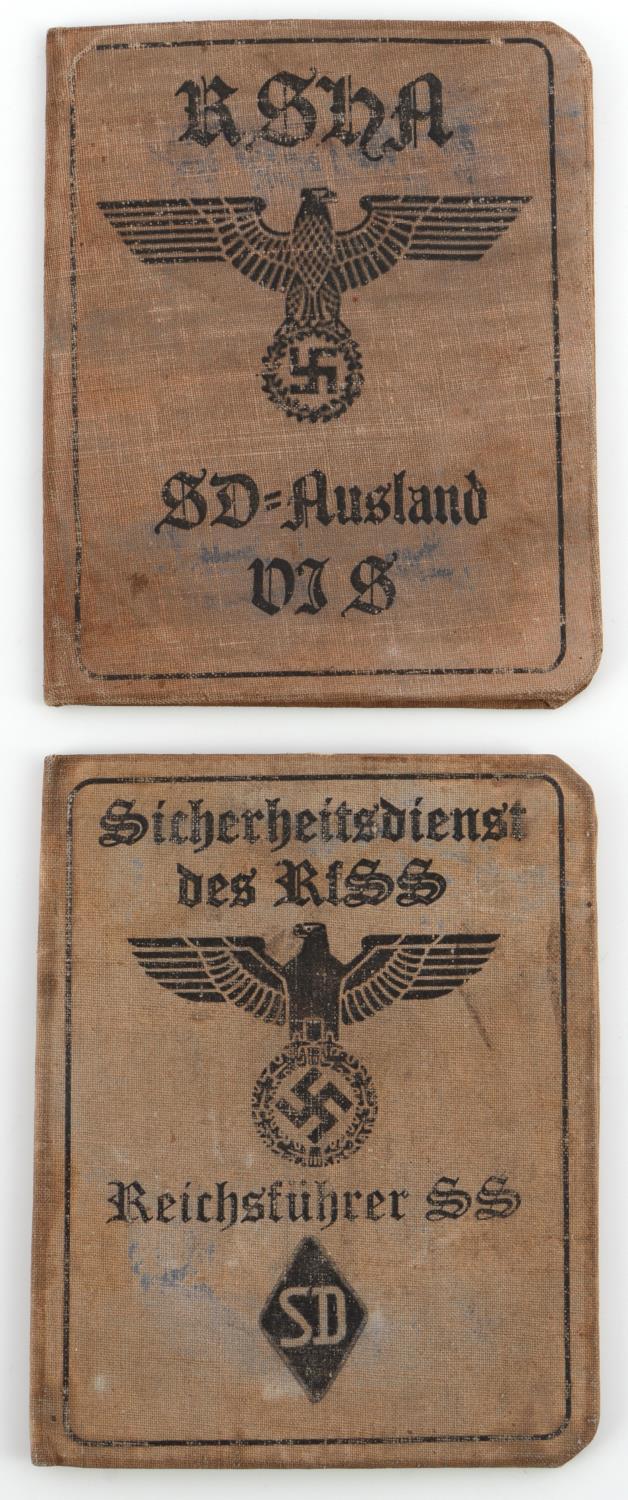 RSHA
SD=Ausland
VI S
Sicherheitsdienst
des RfSS
Reichsführer SS
SD